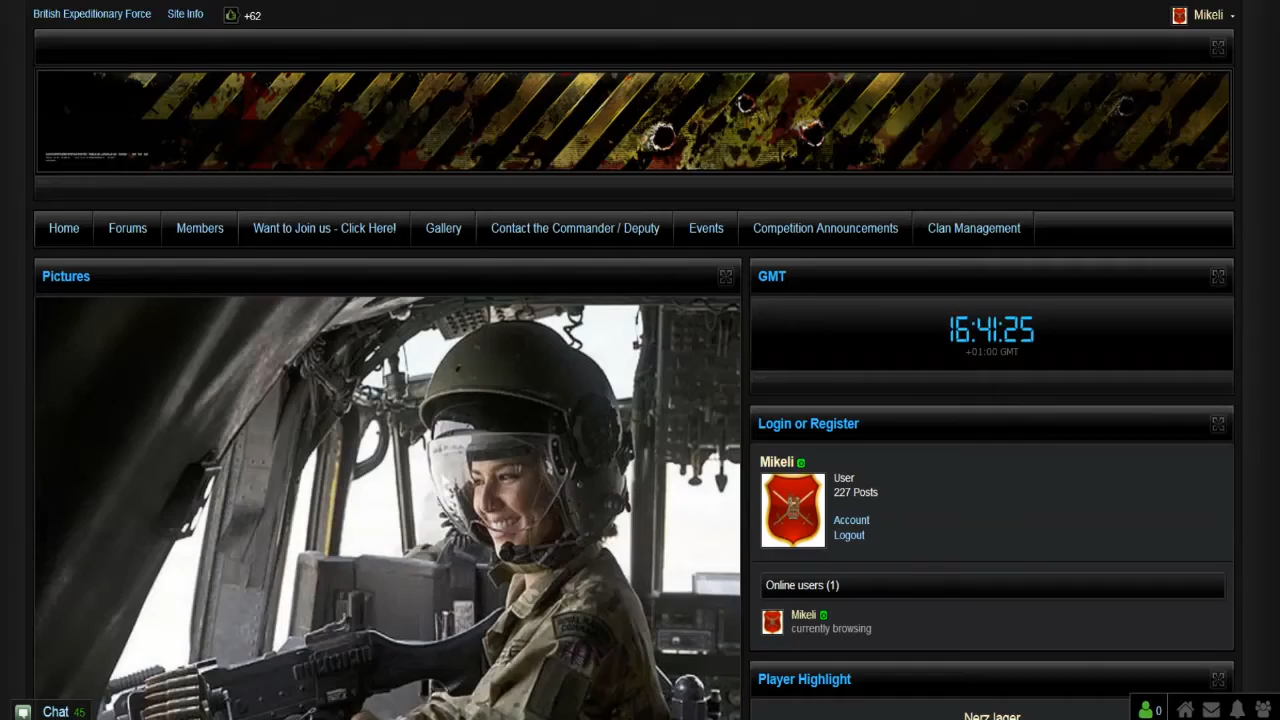 British Expeditionary Force Site Info +62 Mikeli
Home Forums Members Want to Join us - Click Here! Gallery Contact the Commander / Deputy Events Competition Announcements Clan Management
Pictures
GMT
16:41:25
+01:00 GMT
Login or Register
Mikeli
User
227 Posts
Account
Logout
Online users (1)
Mikeli
currently browsing
Player Highlight
Nerz lager
Chat 45
0